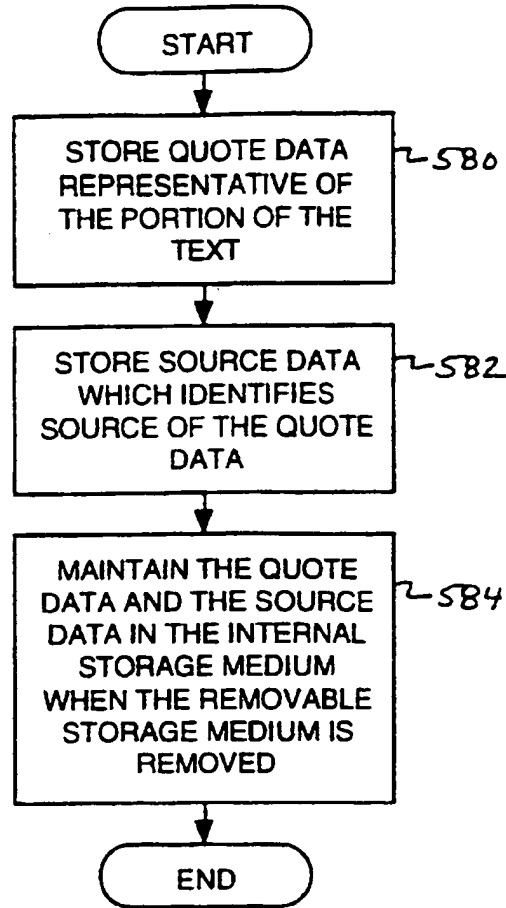 START
STORE QUOTE DATA
REPRESENTATIVE OF
THE PORTION OF THE
TEXT
580
STORE SOURCE DATA
WHICH IDENTIFIES
SOURCE OF THE QUOTE
DATA
582
MAINTAIN THE QUOTE
DATA AND THE SOURCE
DATA IN THE INTERNAL
STORAGE MEDIUM
WHEN THE REMOVABLE
STORAGE MEDIUM IS
REMOVED
584
END